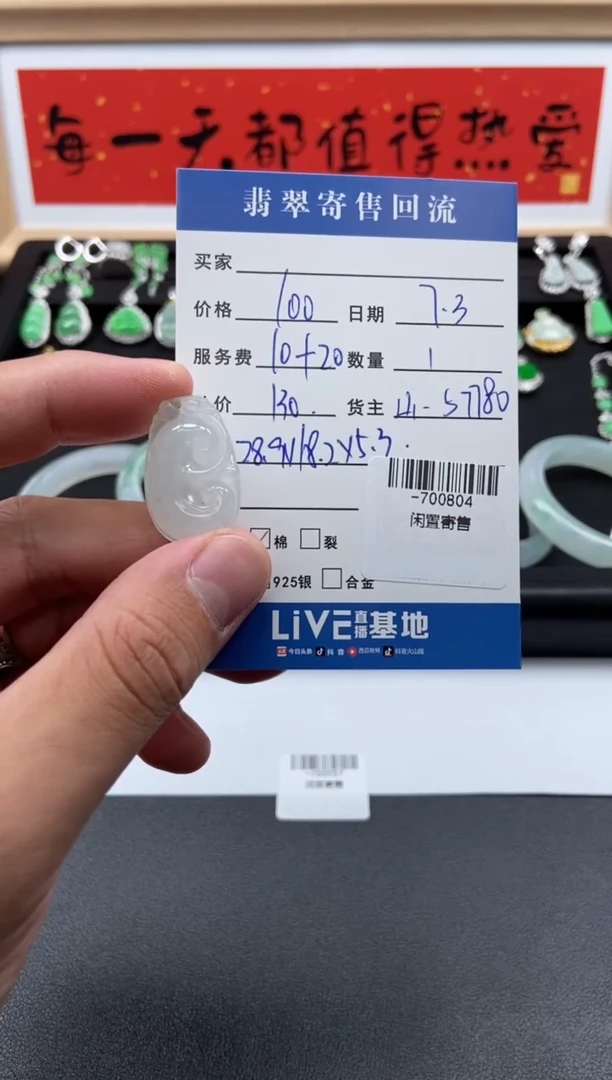 每一天都值得热爱
翡翠寄售回流
买家
价格 100 日期 7.3
服务费 10+20 数量 1
价 130. 货主 山-57780
28.9×18.2×5.3.
-700804
闲置寄售
棉 裂
925银 合金
LiVE直播基地
今日头条 抖音 西瓜视频 抖音火山版